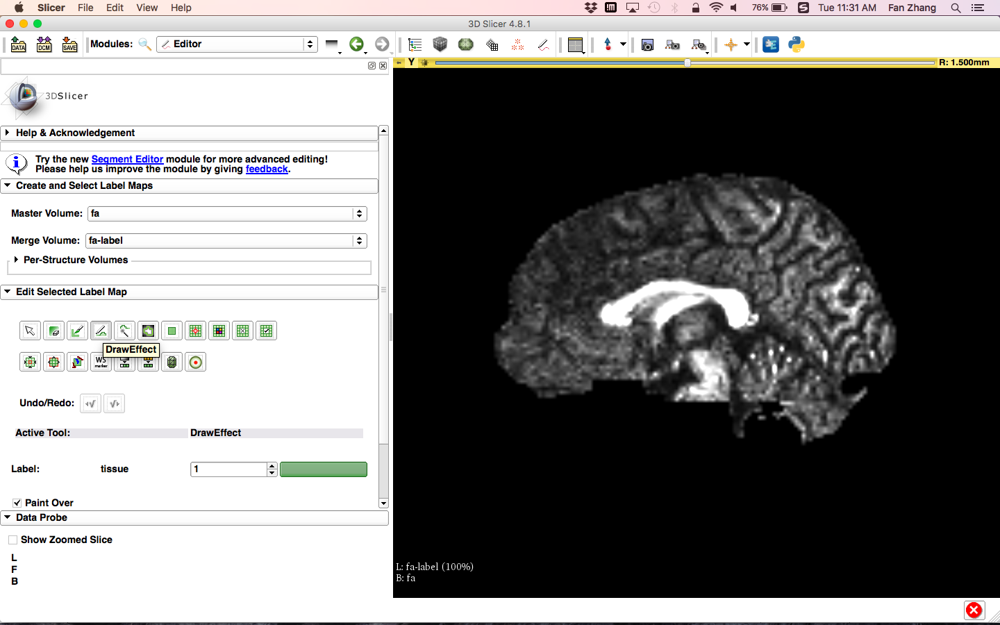 Slicer File Edit View Help 76% Tue 11:31 AM Fan Zhang
3D Slicer 4.8.1
DATA DCM SAVE Modules: Editor
Y R: 1.500mm
3DSlicer
Help & Acknowledgement
Try the new Segment Editor module for more advanced editing!
Please help us improve the module by giving feedback.
Create and Select Label Maps
Master Volume: fa
Merge Volume: fa-label
Per-Structure Volumes
Edit Selected Label Map
DrawEffect
WS
marker
Undo/Redo:
Active Tool: DrawEffect
Label: tissue 1
Paint Over
Data Probe
Show Zoomed Slice
L
F
B
L: fa-label (100%)
B: fa